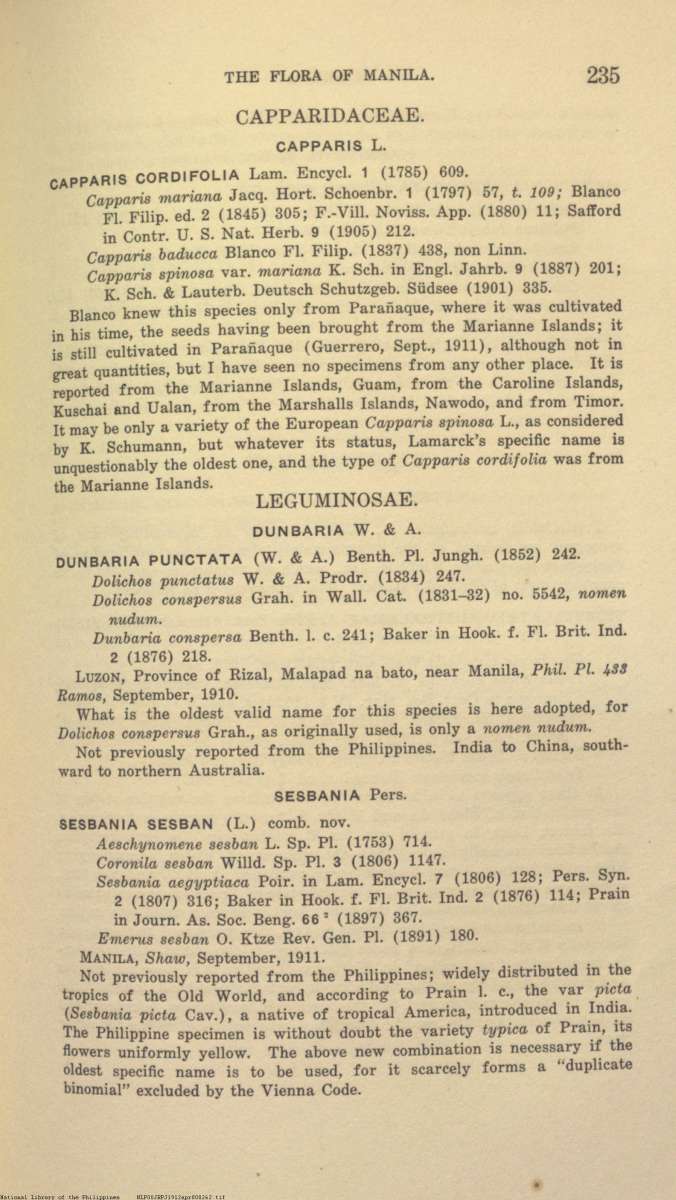 THE FLORA OF MANILA. 235
CAPPARIDACEAE.
CAPPARIS L.
CAPPARIS CORDIFOLIA Lam. Encycl. 1 (1785) 609.
Capparis mariana Jacq. Hort. Schoenbr. 1 (1797) 57, t. 109; Blanco
Fl. Filip. ed. 2 (1845) 305; F.-Vill. Noviss. App. (1880) 11; Safford
in Contr. U. S. Nat. Herb. 9 (1905) 212.
Capparis baducca Blanco Fl. Filip. (1837) 438, non Linn.
Capparis spinosa var. mariana K. Sch. in Engl. Jahrb. 9 (1887) 201;
K. Sch. & Lauterb. Deutsch Schutzgeb. Südsee (1901) 335.
Blanco knew this species only from Parañaque, where it was cultivated
in his time, the seeds having been brought from the Marianne Islands; it
is still cultivated in Parañaque (Guerrero, Sept., 1911), although not in
great quantities, but I have seen no specimens from any other place. It is
reported from the Marianne Islands, Guam, from the Caroline Islands,
Kuschai and Ualan, from the Marshalls Islands, Nawodo, and from Timor.
It may be only a variety of the European Capparis spinosa L., as considered
by K. Schumann, but whatever its status, Lamarck's specific name is
unquestionably the oldest one, and the type of Capparis cordifolia was from
the Marianne Islands.
LEGUMINOSAE.
DUNBARIA W. & A.
DUNBARIA PUNCTATA (W. & A.) Benth. Pl. Jungh. (1852) 242.
Dolichos punctatus W. & A. Prodr. (1834) 247.
Dolichos conspersus Grah. in Wall. Cat. (1831–32) no. 5542, nomen
nudum.
Dunbaria conspersa Benth. l. c. 241; Baker in Hook. f. Fl. Brit. Ind.
2 (1876) 218.
LUZON, Province of Rizal, Malapad na bato, near Manila, Phil. Pl. 433
Ramos, September, 1910.
What is the oldest valid name for this species is here adopted, for
Dolichos conspersus Grah., as originally used, is only a nomen nudum.
Not previously reported from the Philippines. India to China, south-
ward to northern Australia.
SESBANIA Pers.
SESBANIA SESBAN (L.) comb. nov.
Aeschynomene sesban L. Sp. Pl. (1753) 714.
Coronila sesban Willd. Sp. Pl. 3 (1806) 1147.
Sesbania aegyptiaca Poir. in Lam. Encycl. 7 (1806) 128; Pers. Syn.
2 (1807) 316; Baker in Hook. f. Fl. Brit. Ind. 2 (1876) 114; Prain
in Journ. As. Soc. Beng. 66² (1897) 367.
Emerus sesban O. Ktze Rev. Gen. Pl. (1891) 180.
MANILA, Shaw, September, 1911.
Not previously reported from the Philippines; widely distributed in the
tropics of the Old World, and according to Prain l. c., the var picta
(Sesbania picta Cav.), a native of tropical America, introduced in India.
The Philippine specimen is without doubt the variety typica of Prain, its
flowers uniformly yellow. The above new combination is necessary if the
oldest specific name is to be used, for it scarcely forms a "duplicate
binomial" excluded by the Vienna Code.
National Library of the Philippines